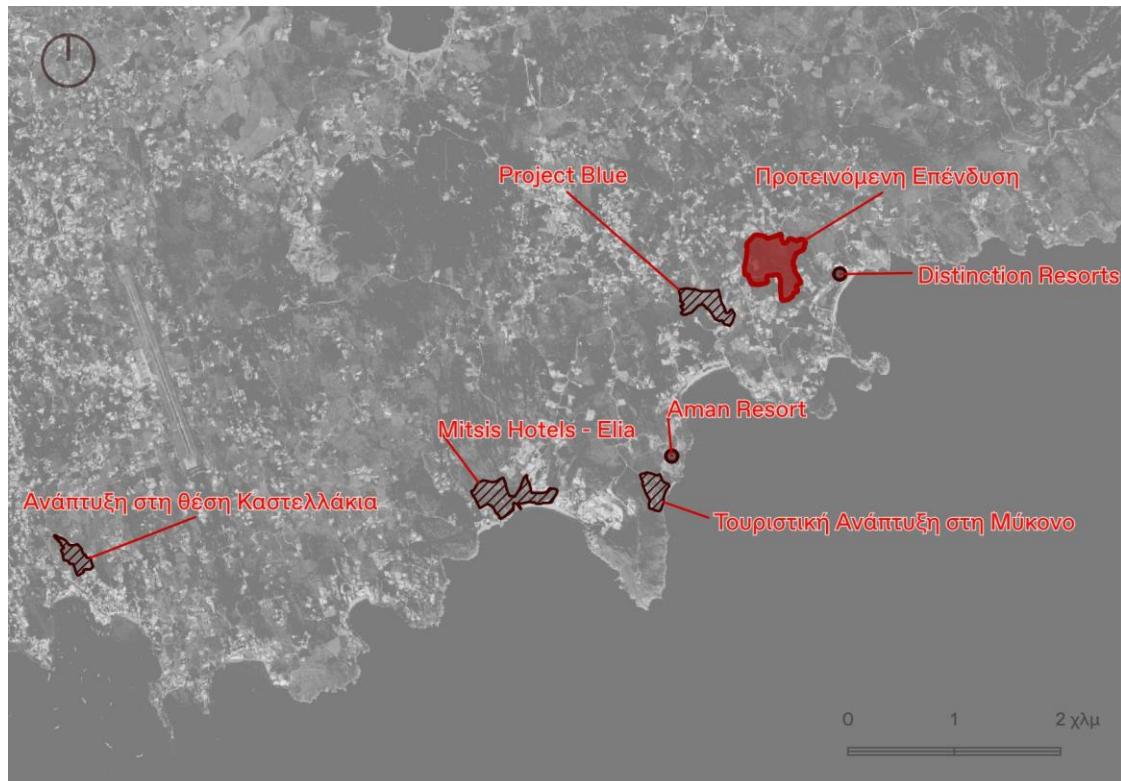 Project Blue
Προτεινόμενη Επένδυση
Distinction Resorts
Aman Resort
Mitsis Hotels - Elia
Ανάπτυξη στη θέση Καστελλάκια
Τουριστική Ανάπτυξη στη Μύκονο
0 1 2 χλμ